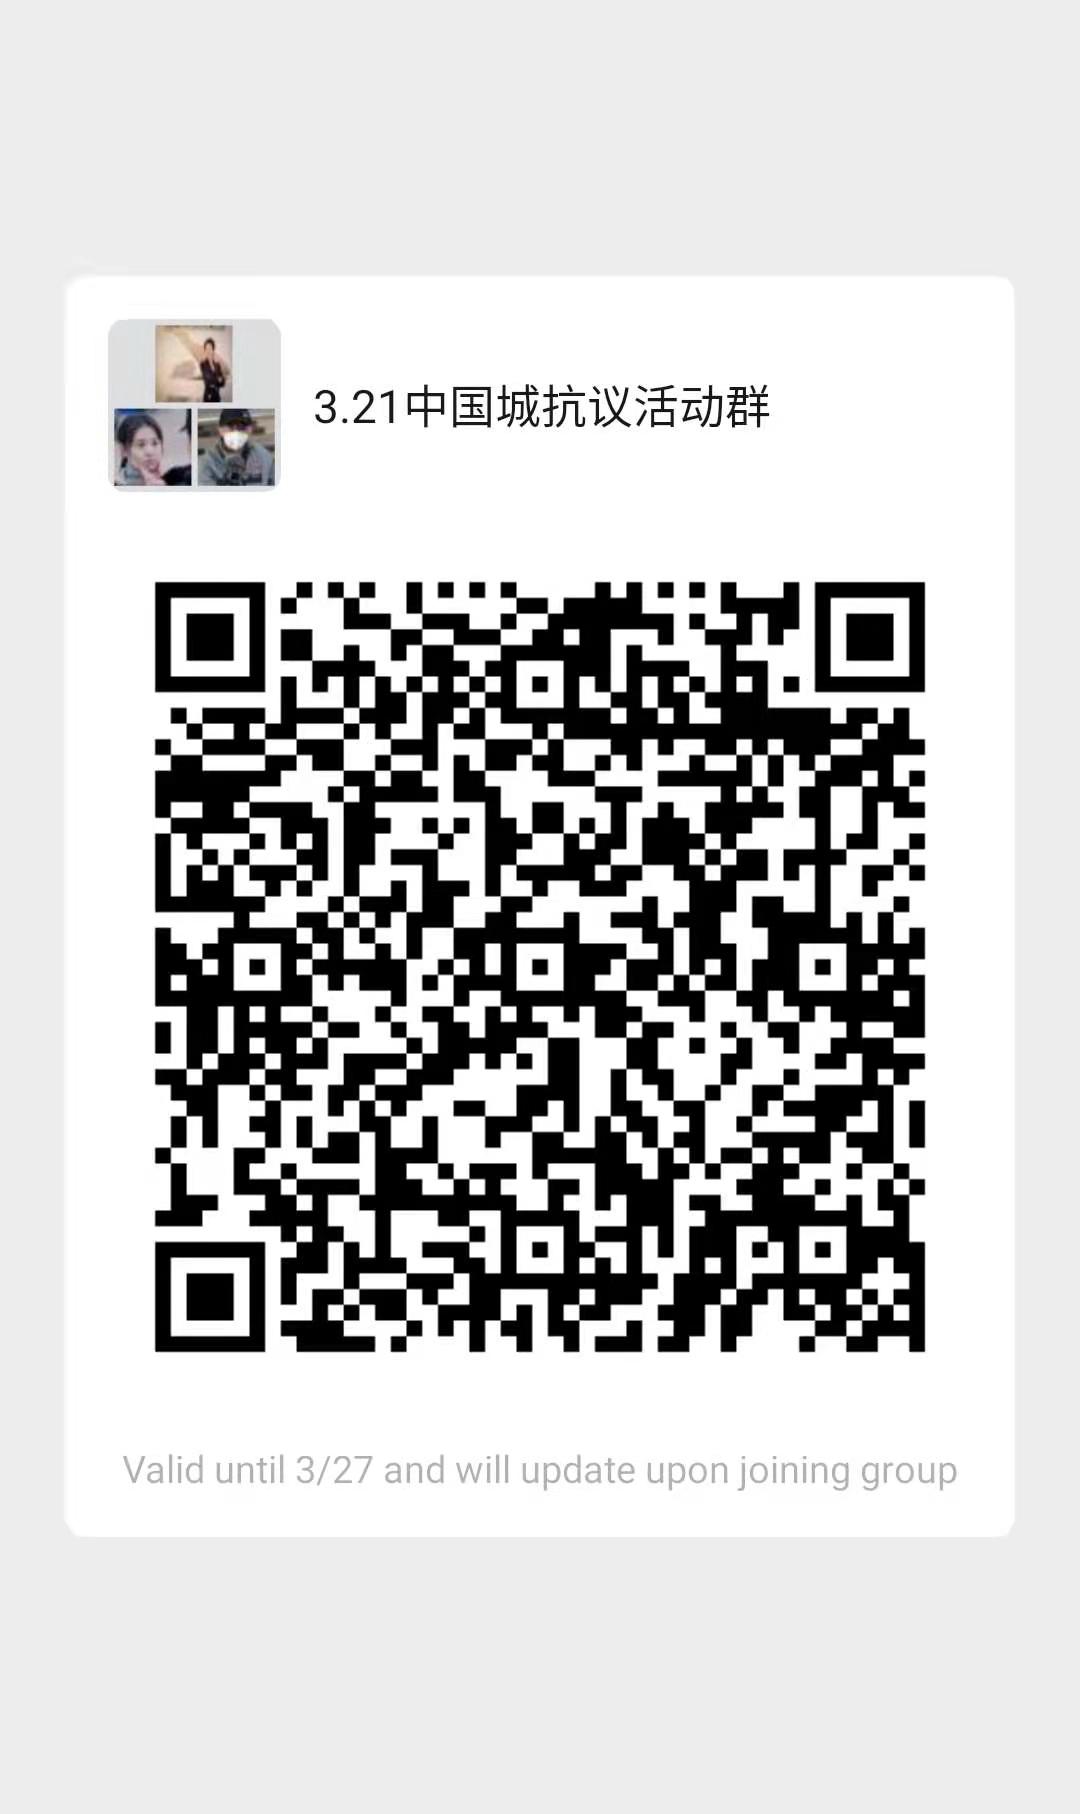 3.21中国城抗议活动群
Valid until 3/27 and will update upon joining group